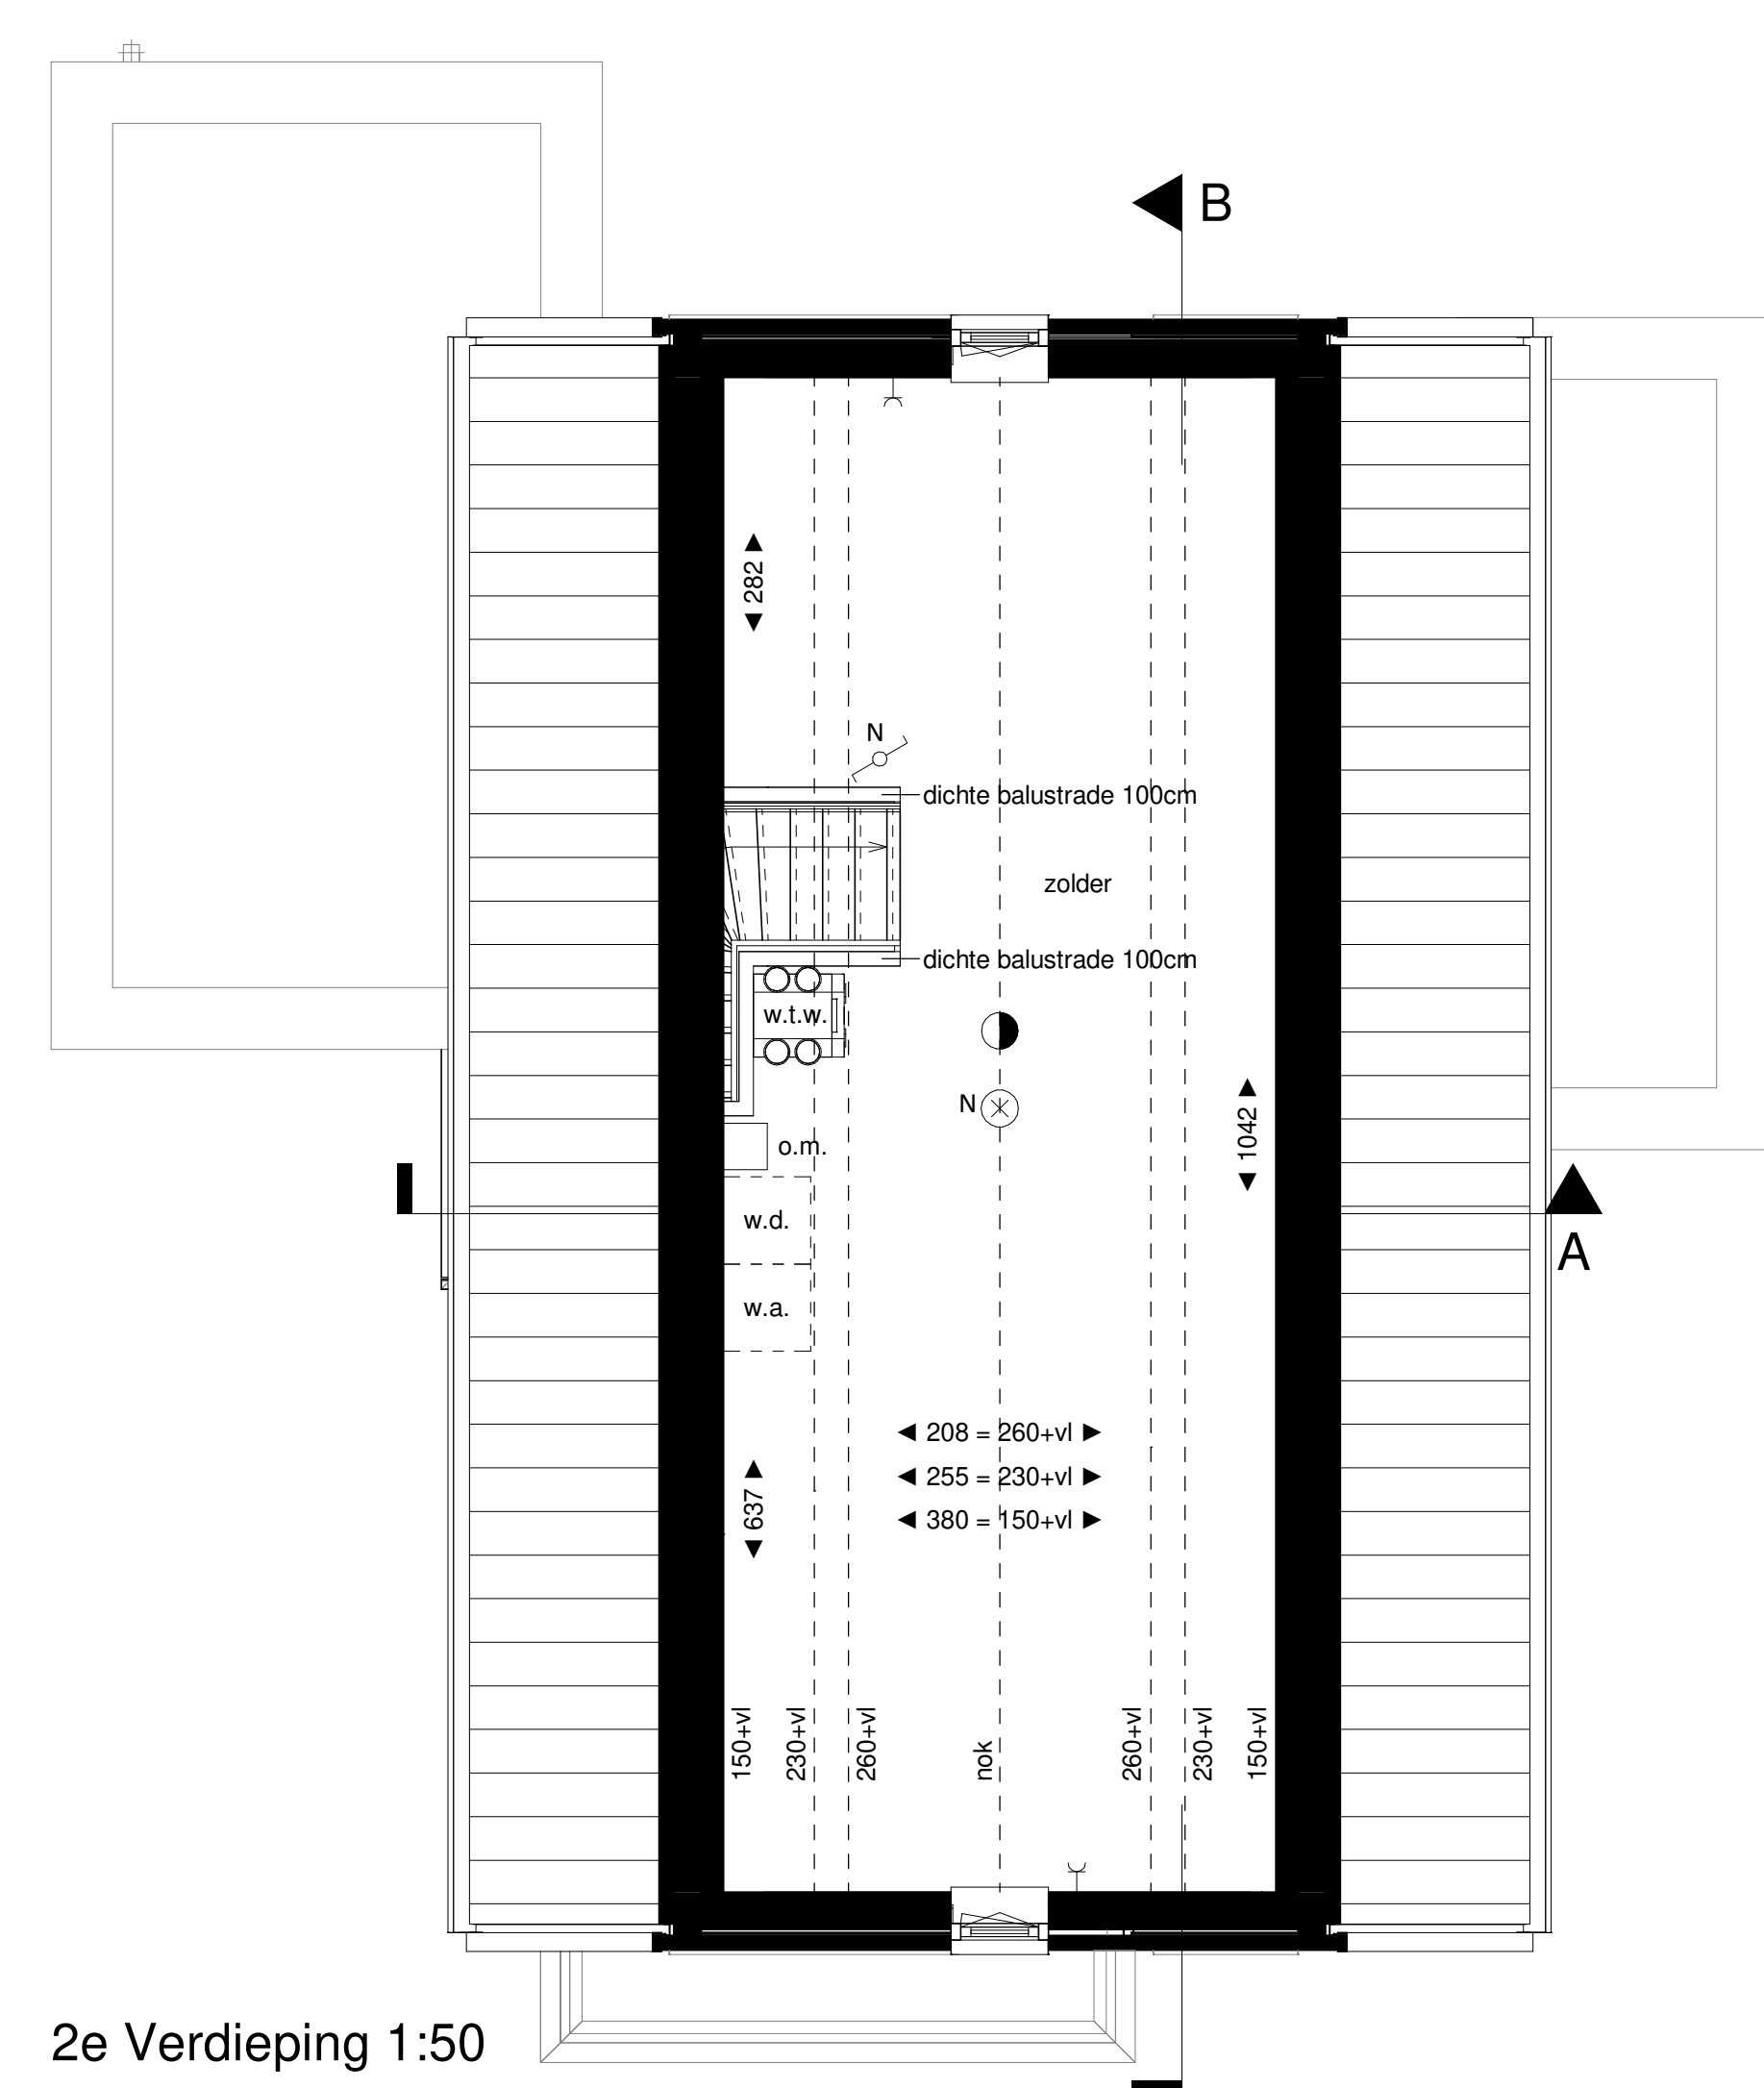 B
282
N
dichte balustrade 100cm
zolder
dichte balustrade 100cm
w.t.w.
N
1042
o.m.
w.d.
A
w.a.
208 = 260+vl
255 = 230+vl
637
380 = 150+vl
150+vl
230+vl
260+vl
nok
260+vl
230+vl
150+vl
2e Verdieping 1:50